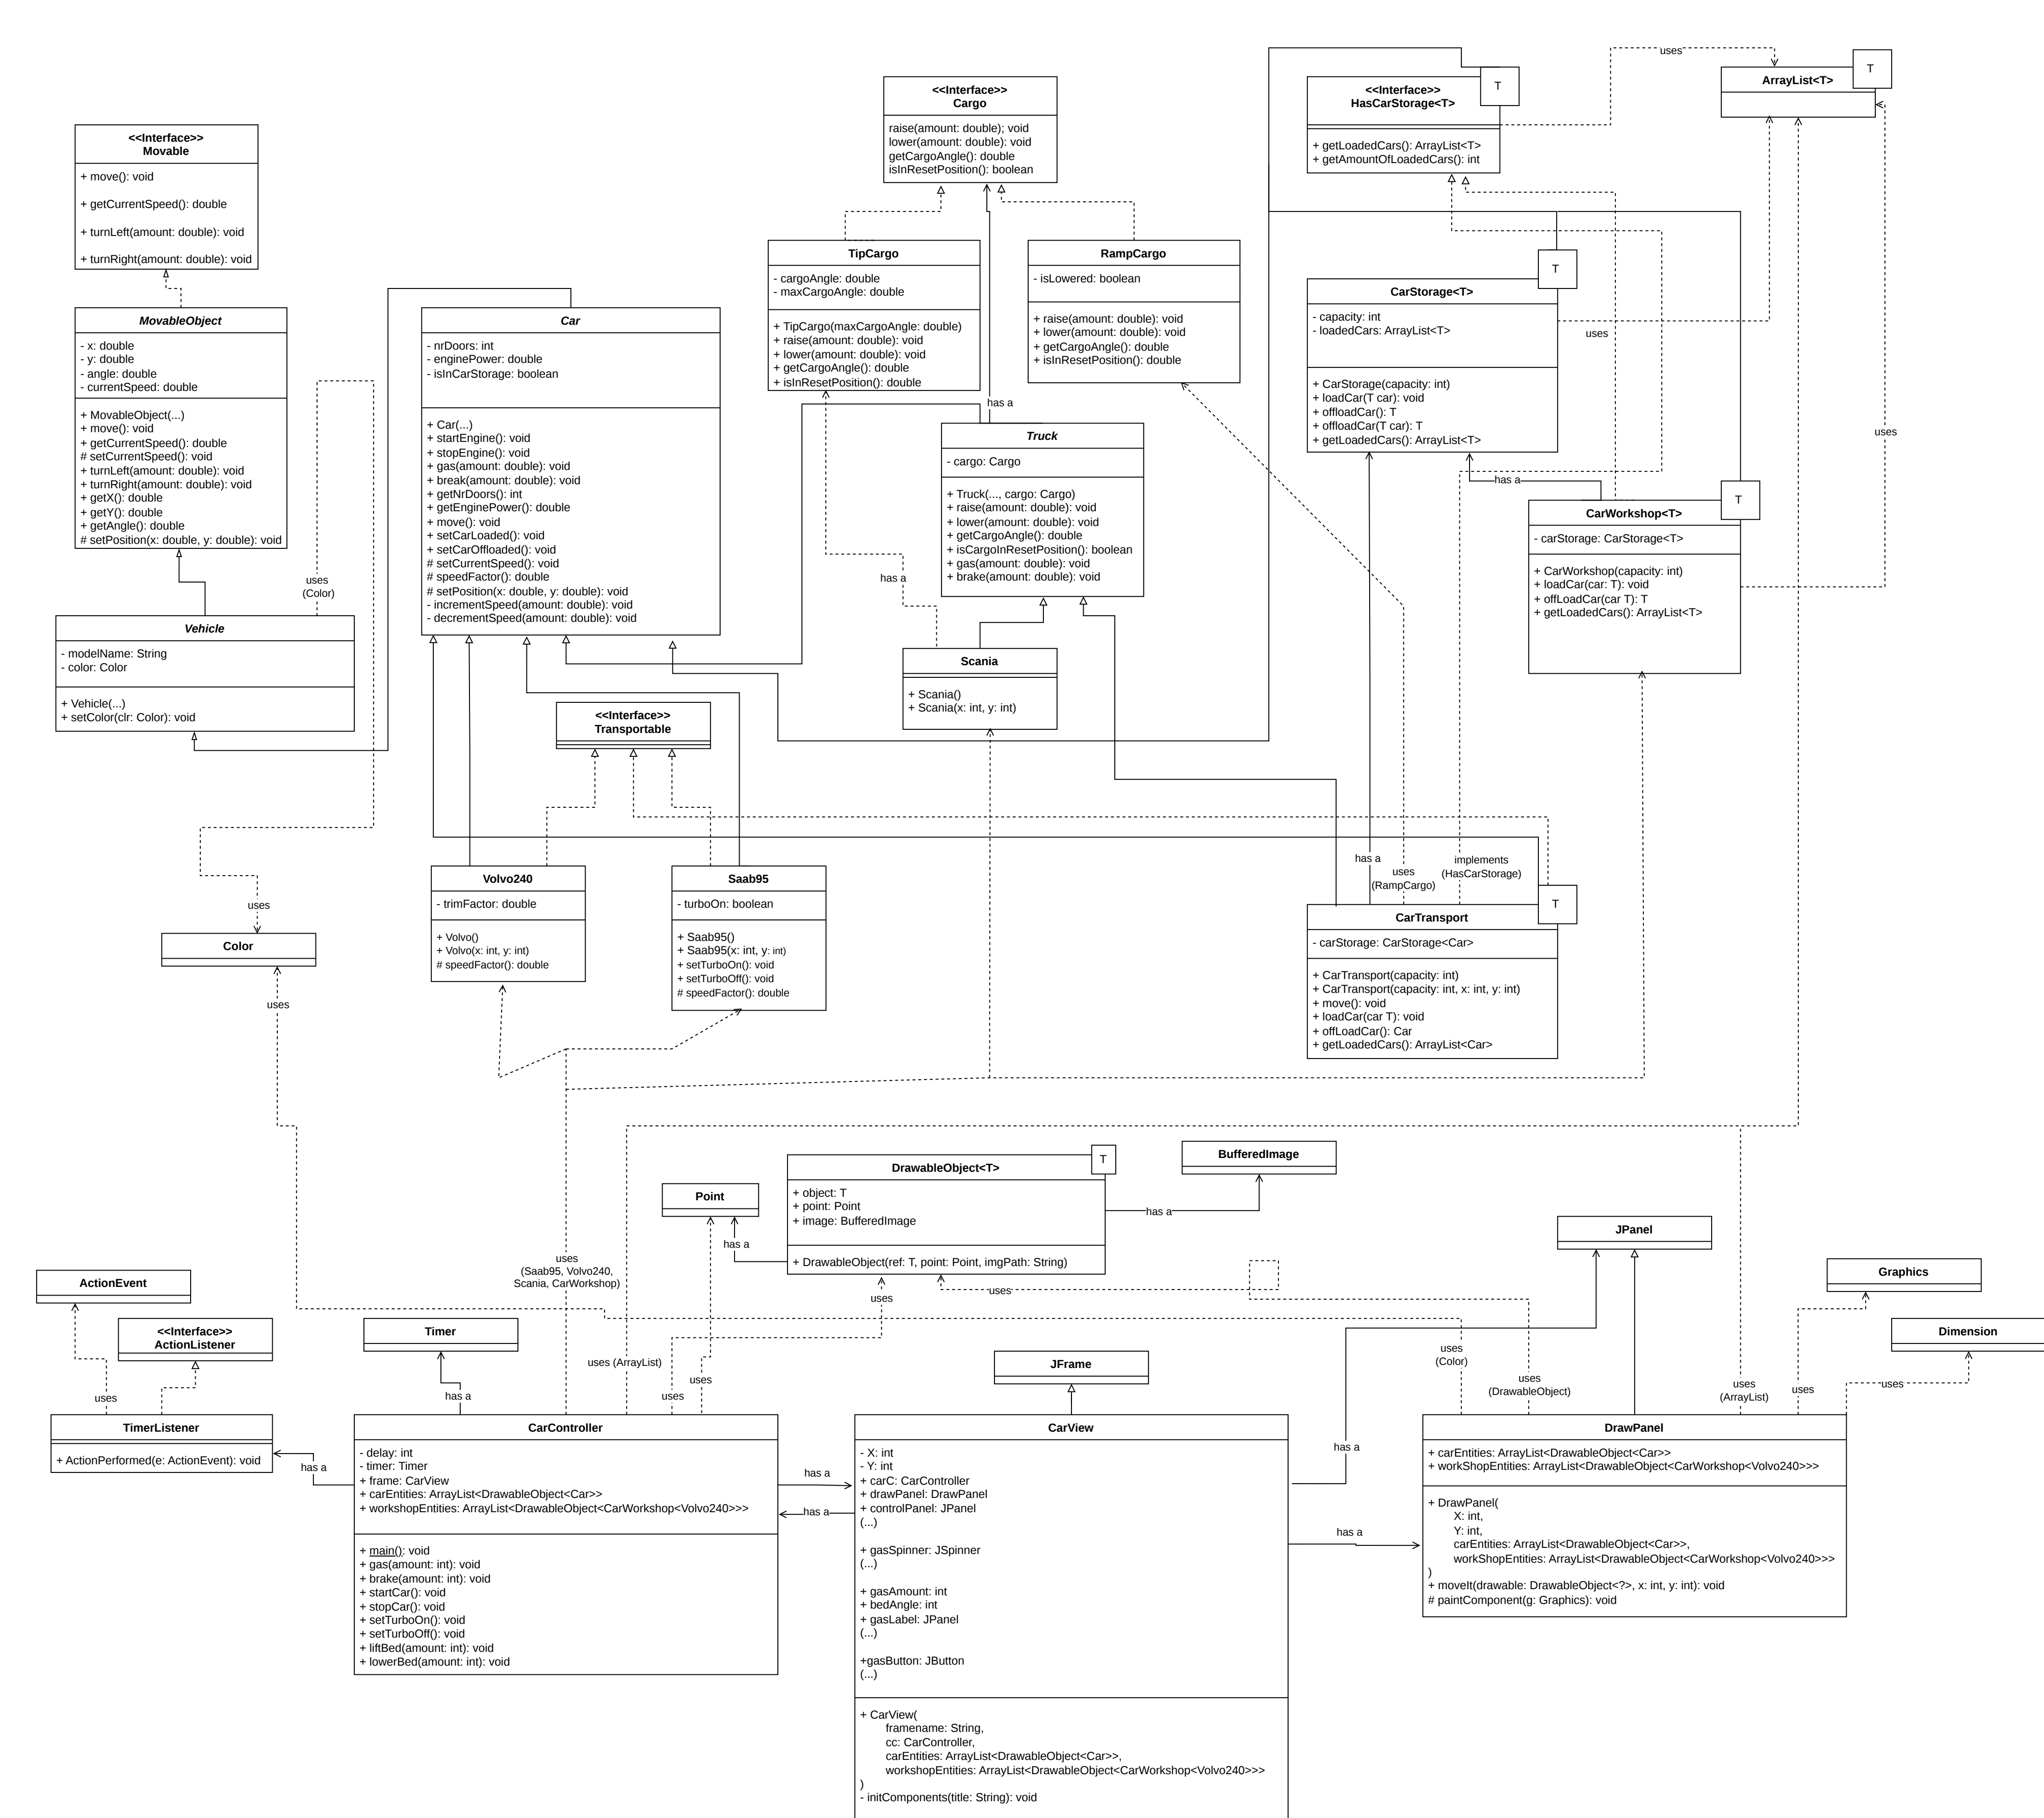 <<Interface>>
Movable
+ move(): void
+ getCurrentSpeed(): double
+ turnLeft(amount: double): void
+ turnRight(amount: double): void
MovableObject
- x: double
- y: double
- angle: double
- currentSpeed: double
+ MovableObject(...)
+ move(): void
+ getCurrentSpeed(): double
# setCurrentSpeed(): void
+ turnLeft(amount: double): void
+ turnRight(amount: double): void
+ getX(): double
+ getY(): double
+ getAngle(): double
# setPosition(x: double, y: double): void
uses
(Color)
Vehicle
- modelName: String
- color: Color
+ Vehicle(...)
+ setColor(clr: Color): void
Car
- nrDoors: int
- enginePower: double
- isInCarStorage: boolean
+ Car(...)
+ startEngine(): void
+ stopEngine(): void
+ gas(amount: double): void
+ break(amount: double): void
+ getNrDoors(): int
+ getEnginePower(): double
+ move(): void
+ setCarLoaded(): void
+ setCarOffloaded(): void
# setCurrentSpeed(): void
# speedFactor(): double
# setPosition(x: double, y: double): void
- incrementSpeed(amount: double): void
- decrementSpeed(amount: double): void
<<Interface>>
Cargo
raise(amount: double); void
lower(amount: double): void
getCargoAngle(): double
isInResetPosition(): boolean
TipCargo
- cargoAngle: double
- maxCargoAngle: double
+ TipCargo(maxCargoAngle: double)
+ raise(amount: double): void
+ lower(amount: double): void
+ getCargoAngle(): double
+ isInResetPosition(): double
RampCargo
- isLowered: boolean
+ raise(amount: double): void
+ lower(amount: double): void
+ getCargoAngle(): double
+ isInResetPosition(): double
has a
Truck
- cargo: Cargo
+ Truck(..., cargo: Cargo)
+ raise(amount: double): void
+ lower(amount: double): void
+ getCargoAngle(): double
+ isCargoInResetPosition(): boolean
+ gas(amount: double): void
+ brake(amount: double): void
has a
Scania
+ Scania()
+ Scania(x: int, y: int)
<<Interface>>
Transportable
<<Interface>>
HasCarStorage<T>
T
+ getLoadedCars(): ArrayList<T>
+ getAmountOfLoadedCars(): int
uses
ArrayList<T>
T
CarStorage<T>
T
- capacity: int
- loadedCars: ArrayList<T>
+ CarStorage(capacity: int)
+ loadCar(T car): void
+ offloadCar(): T
+ offloadCar(T car): T
+ getLoadedCars(): ArrayList<T>
uses
uses
has a
CarWorkshop<T>
T
- carStorage: CarStorage<T>
+ CarWorkshop(capacity: int)
+ loadCar(car: T): void
+ offLoadCar(car T): T
+ getLoadedCars(): ArrayList<T>
Volvo240
- trimFactor: double
+ Volvo()
+ Volvo(x: int, y: int)
# speedFactor(): double
Saab95
- turboOn: boolean
+ Saab95()
+ Saab95(x: int, y: int)
+ setTurboOn(): void
+ setTurboOff(): void
# speedFactor(): double
has a
uses
(RampCargo)
implements
(HasCarStorage)
CarTransport
T
- carStorage: CarStorage<Car>
+ CarTransport(capacity: int)
+ CarTransport(capacity: int, x: int, y: int)
+ move(): void
+ loadCar(car T): void
+ offLoadCar(): Car
+ getLoadedCars(): ArrayList<Car>
uses
Color
uses
DrawableObject<T>
T
+ object: T
+ point: Point
+ image: BufferedImage
+ DrawableObject(ref: T, point: Point, imgPath: String)
BufferedImage
has a
Point
has a
uses
uses
uses
(Saab95, Volvo240,
Scania, CarWorkshop)
uses (ArrayList)
uses
uses
JPanel
Graphics
Dimension
ActionEvent
<<Interface>>
ActionListener
uses
Timer
has a
JFrame
uses
(Color)
uses
(DrawableObject)
uses
(ArrayList)
uses
uses
TimerListener
+ ActionPerformed(e: ActionEvent): void
has a
CarController
- delay: int
- timer: Timer
+ frame: CarView
+ carEntities: ArrayList<DrawableObject<Car>>
+ workshopEntities: ArrayList<DrawableObject<CarWorkshop<Volvo240>>>
+ main(): void
+ gas(amount: int): void
+ brake(amount: int): void
+ startCar(): void
+ stopCar(): void
+ setTurboOn(): void
+ setTurboOff(): void
+ liftBed(amount: int): void
+ lowerBed(amount: int): void
has a
has a
CarView
- X: int
- Y: int
+ carC: CarController
+ drawPanel: DrawPanel
+ controlPanel: JPanel
(...)
+ gasSpinner: JSpinner
(...)
+ gasAmount: int
+ bedAngle: int
+ gasLabel: JPanel
(...)
+gasButton: JButton
(...)
+ CarView(
framename: String,
cc: CarController,
carEntities: ArrayList<DrawableObject<Car>>,
workshopEntities: ArrayList<DrawableObject<CarWorkshop<Volvo240>>>
)
- initComponents(title: String): void
has a
has a
DrawPanel
+ carEntities: ArrayList<DrawableObject<Car>>
+ workShopEntities: ArrayList<DrawableObject<CarWorkshop<Volvo240>>>
+ DrawPanel(
X: int,
Y: int,
carEntities: ArrayList<DrawableObject<Car>>,
workShopEntities: ArrayList<DrawableObject<CarWorkshop<Volvo240>>>
)
+ moveIt(drawable: DrawableObject<?>, x: int, y: int): void
# paintComponent(g: Graphics): void